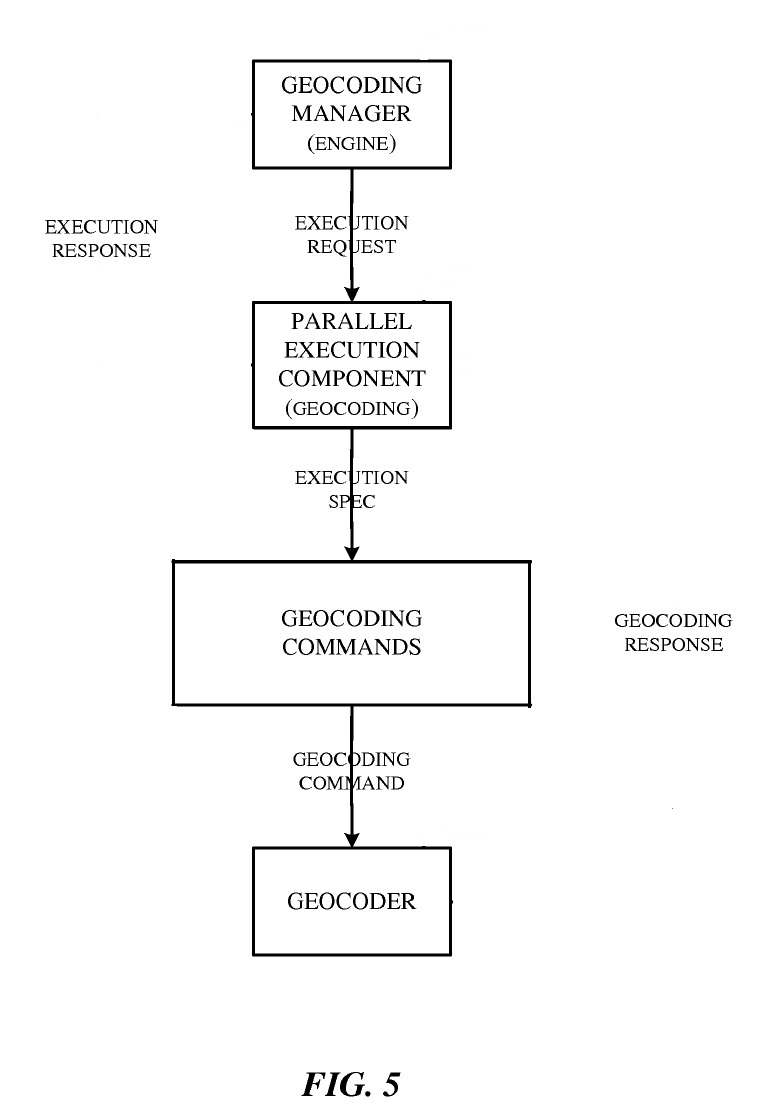 GEOCODING
MANAGER
(ENGINE)
EXECUTION
RESPONSE
EXECUTION
REQUEST
PARALLEL
EXECUTION
COMPONENT
(GEOCODING)
EXECUTION
SPEC
GEOCODING
COMMANDS
GEOCODING
RESPONSE
GEOCODING
COMMAND
GEOCODER
FIG. 5